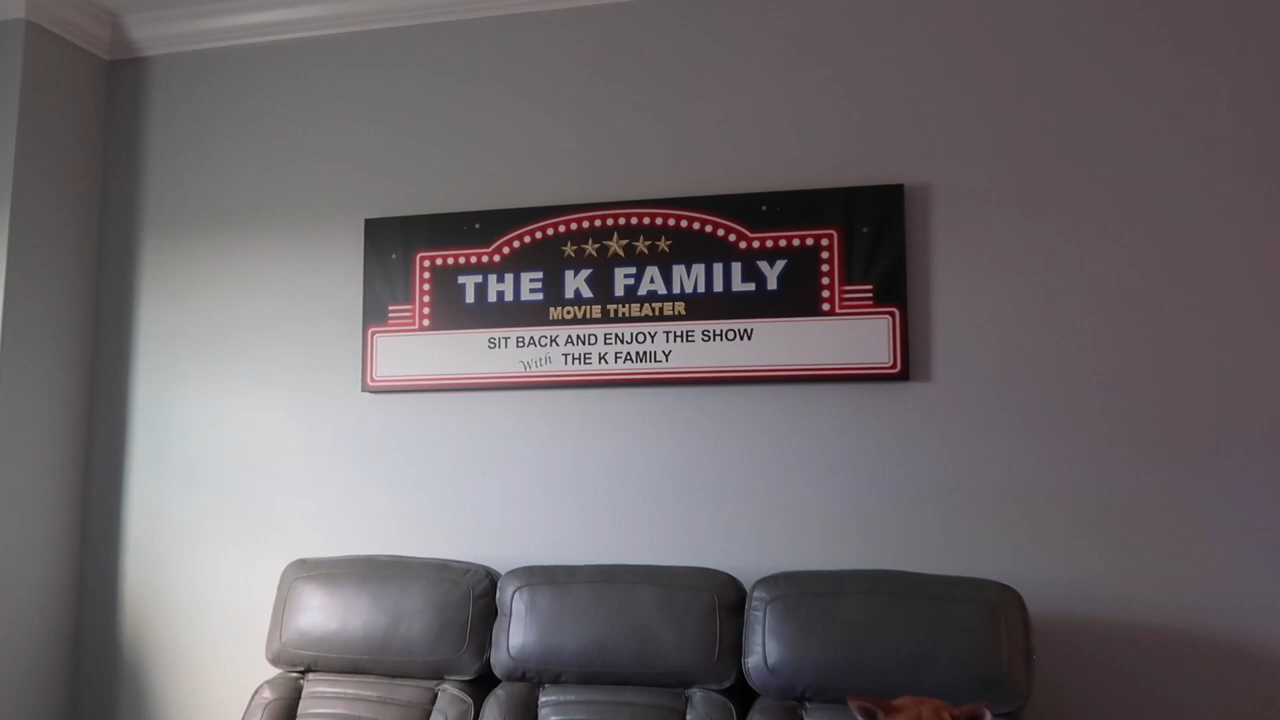 THE K FAMILY
MOVIE THEATER
SIT BACK AND ENJOY THE SHOW
With THE K FAMILY